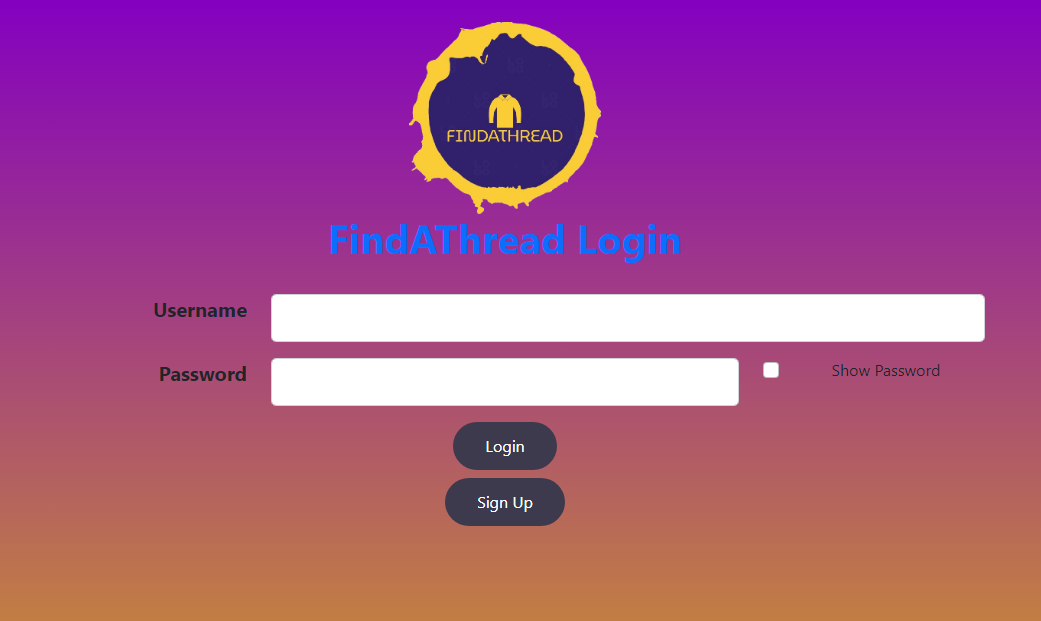 FINDATHREAD
FindAThread Login
Username
Password
Show Password
Login
Sign Up